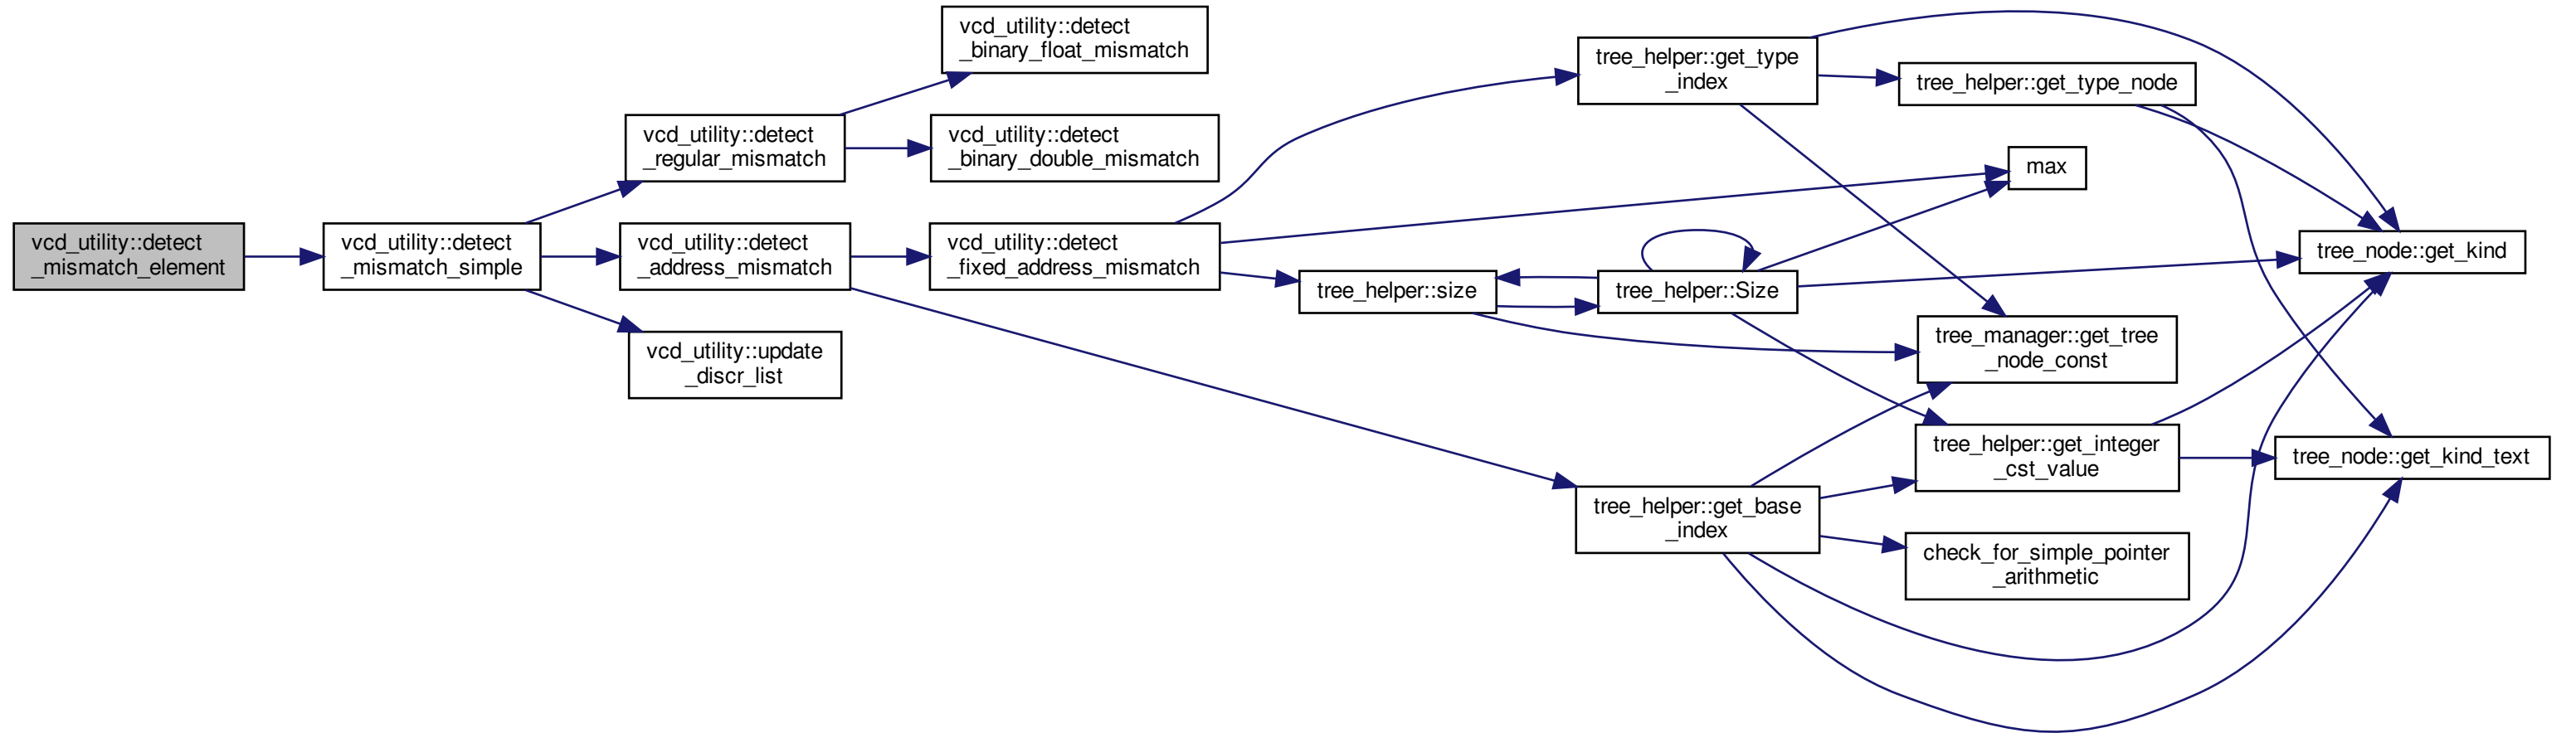 vcd_utility::detect
_mismatch_element
vcd_utility::detect
_mismatch_simple
vcd_utility::detect
_regular_mismatch
vcd_utility::detect
_binary_float_mismatch
vcd_utility::detect
_binary_double_mismatch
vcd_utility::detect
_address_mismatch
vcd_utility::detect
_fixed_address_mismatch
vcd_utility::update
_discr_list
tree_helper::get_type
_index
tree_helper::get_type_node
max
tree_helper::size
tree_helper::Size
tree_node::get_kind
tree_manager::get_tree
_node_const
tree_helper::get_integer
_cst_value
tree_node::get_kind_text
tree_helper::get_base
_index
check_for_simple_pointer
_arithmetic